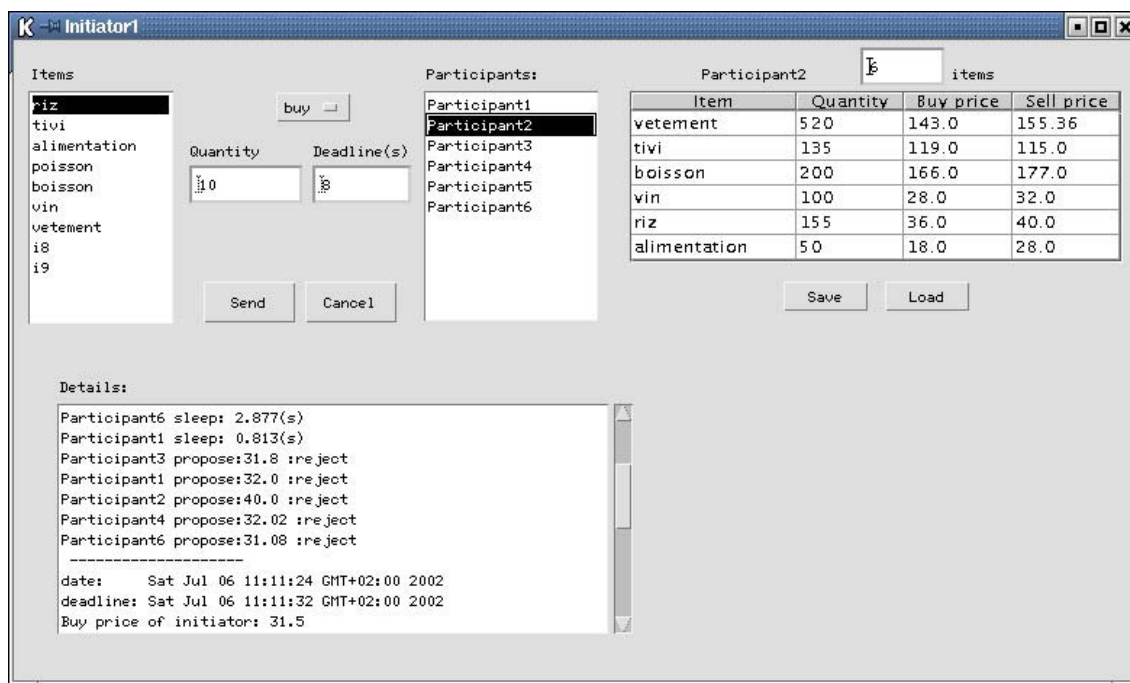 Initiator1
Items
riz
tivi
alimentation
poisson
boisson
vin
vetement
i8
i9
buy
Quantity Deadline(s)
10 8
Send Cancel
Participants:
Participant1
Participant2
Participant3
Participant4
Participant5
Participant6
Participant2 6 items
Item Quantity Buy price Sell price
vetement 520 143.0 155.36
tivi 135 119.0 115.0
boisson 200 166.0 177.0
vin 100 28.0 32.0
riz 155 36.0 40.0
alimentation 50 18.0 28.0
Save Load
Details:
Participant6 sleep: 2.877(s)
Participant1 sleep: 0.813(s)
Participant3 propose:31.8 :reject
Participant1 propose:32.0 :reject
Participant2 propose:40.0 :reject
Participant4 propose:32.02 :reject
Participant6 propose:31.08 :reject
---------------------
date: Sat Jul 06 11:11:24 GMT+02:00 2002
deadline: Sat Jul 06 11:11:32 GMT+02:00 2002
Buy price of initiator: 31.5